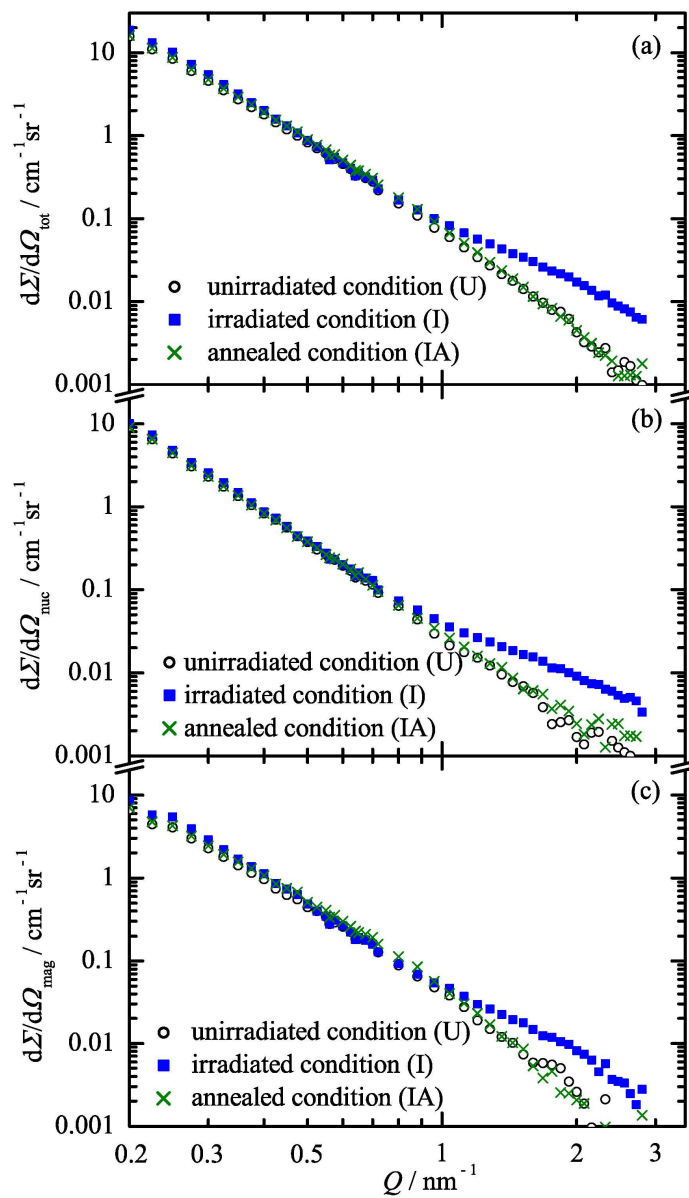 (a)
10
1
0.1
0.01
0.001
dΣ/dΩtot / cm-1sr-1
unirradiated condition (U)
irradiated condition (I)
annealed condition (IA)
(b)
10
1
0.1
0.01
0.001
dΣ/dΩnuc / cm-1sr-1
unirradiated condition (U)
irradiated condition (I)
annealed condition (IA)
(c)
10
1
0.1
0.01
0.001
dΣ/dΩmag / cm-1sr-1
unirradiated condition (U)
irradiated condition (I)
annealed condition (IA)
0.2 0.3 0.5 1 2 3
Q / nm-1